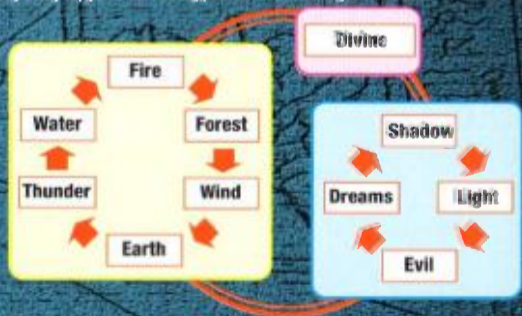 Divine
Fire
Water
Forest
Shadow
Thunder
Wind
Dreams
Light
Earth
Evil